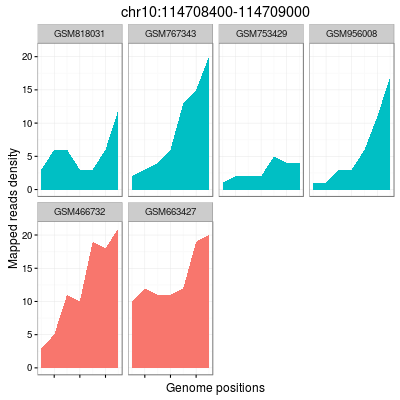 chr10:114708400-114709000
GSM818031 GSM767343 GSM753429 GSM956008
20
15
10
5
0
GSM466732 GSM663427
20
15
10
5
0
Mapped reads density
Genome positions